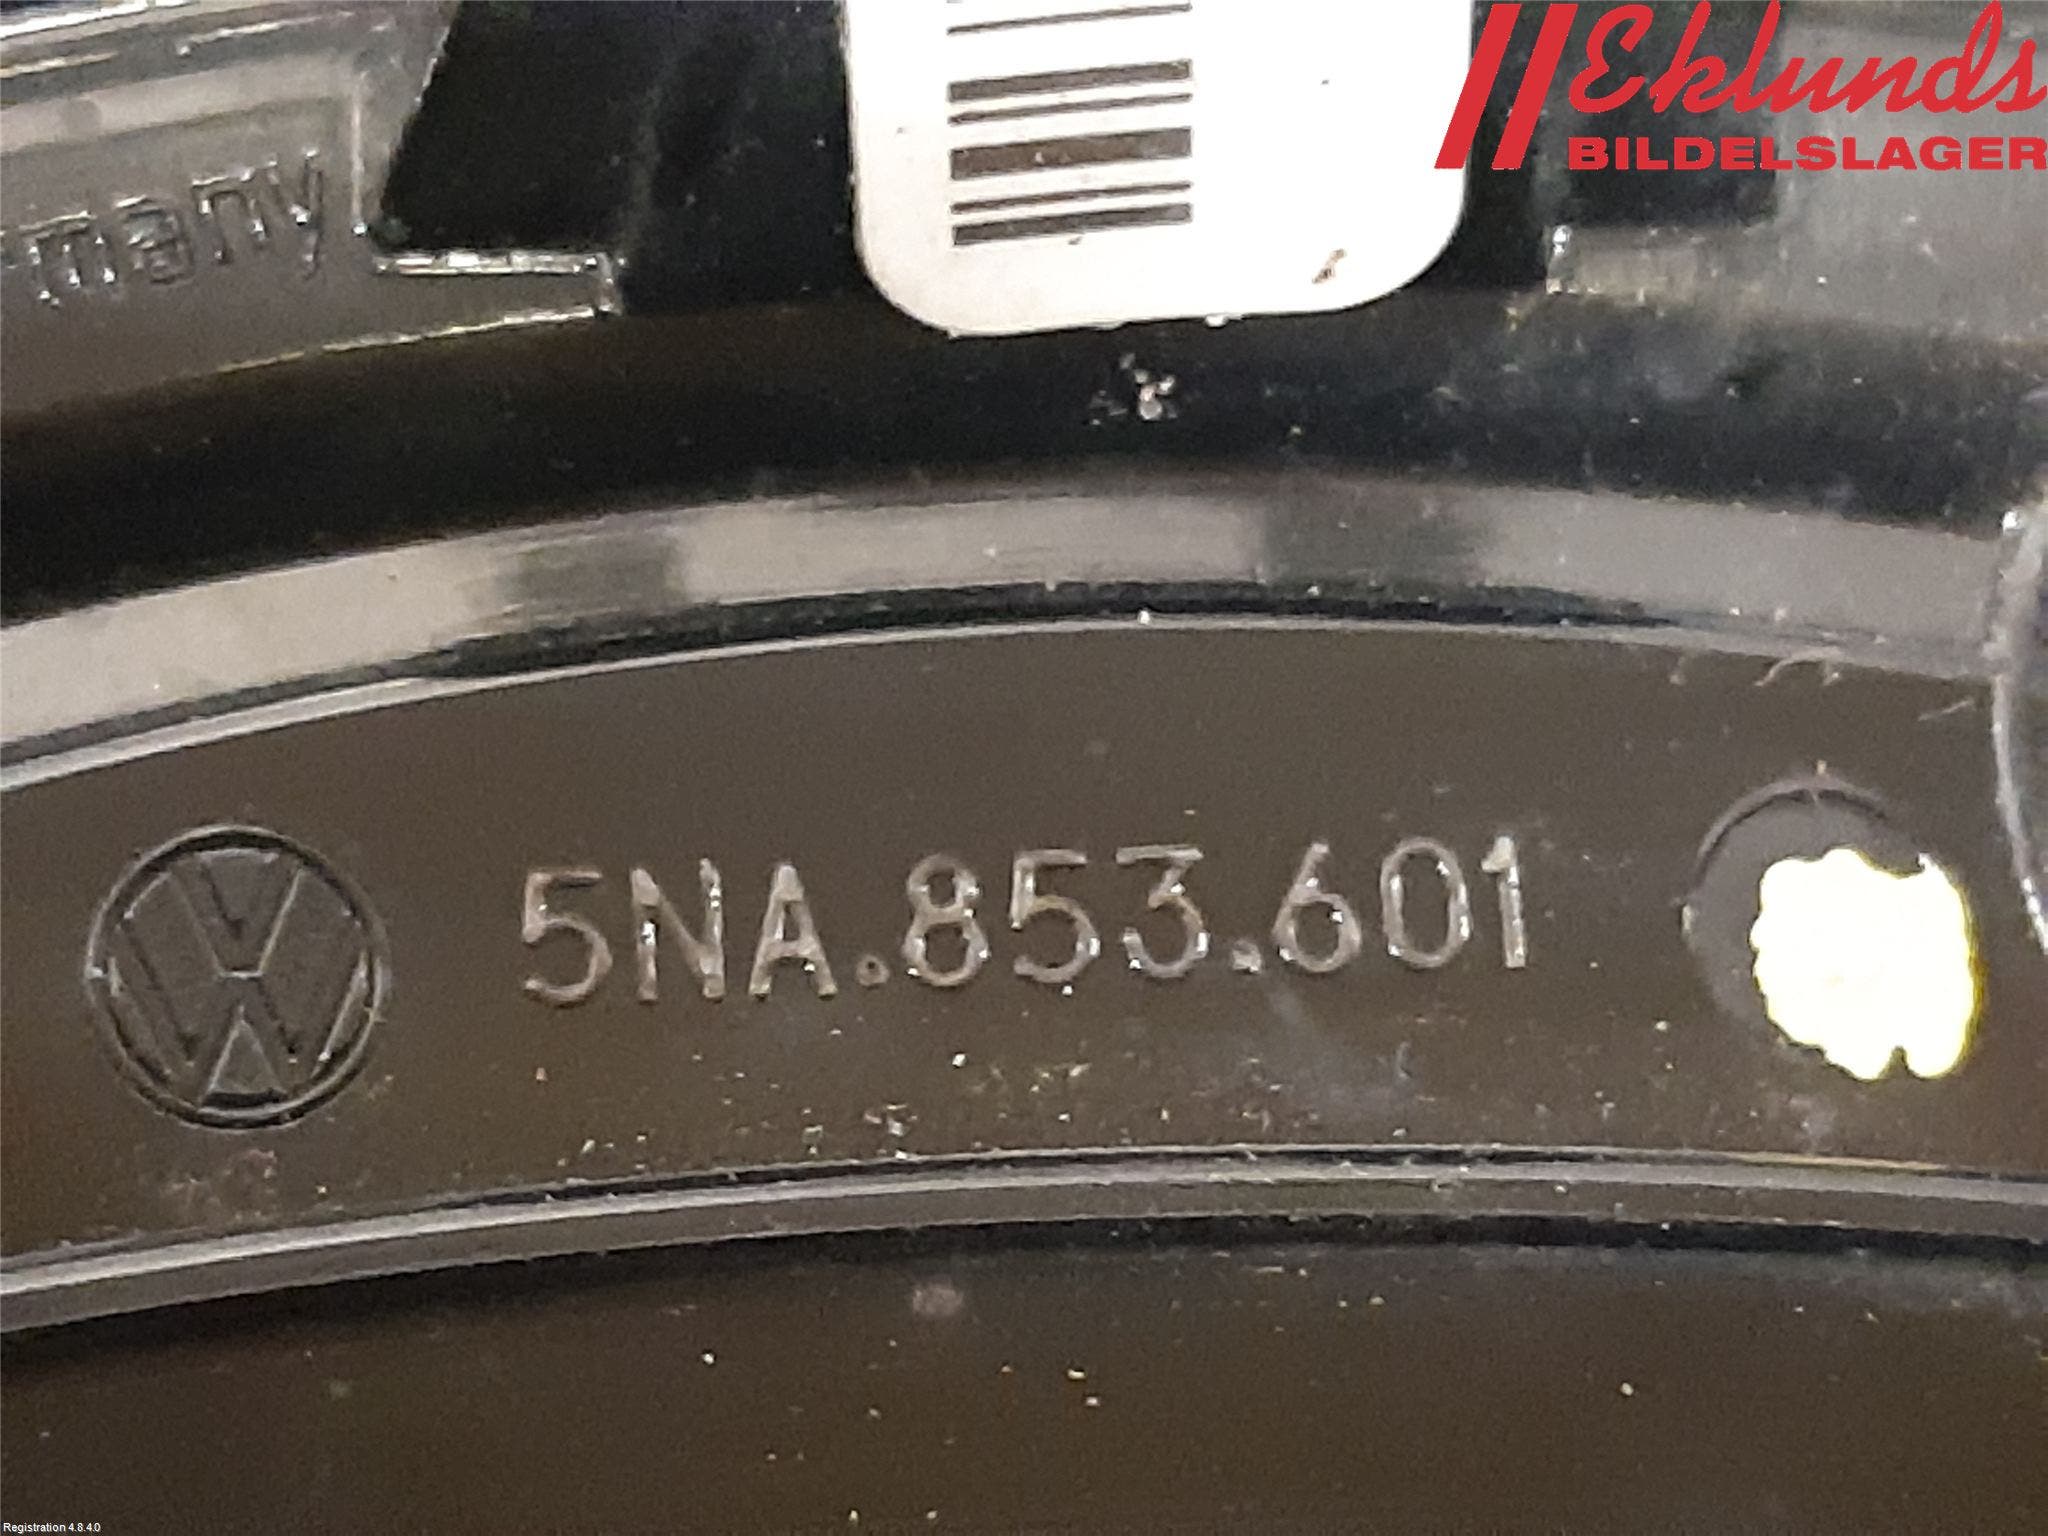 Eklunds
BILDELSLAGER
many
5NA.853.601
Registration 4.8.4.0